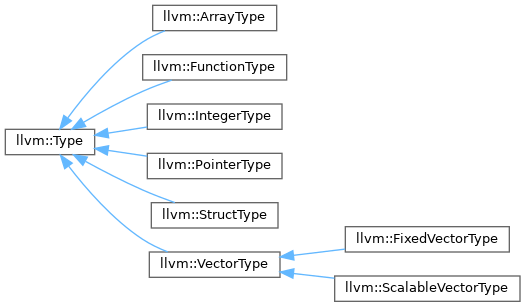 llvm::ArrayType
llvm::FunctionType
llvm::IntegerType
llvm::Type
llvm::PointerType
llvm::StructType
llvm::FixedVectorType
llvm::VectorType
llvm::ScalableVectorType